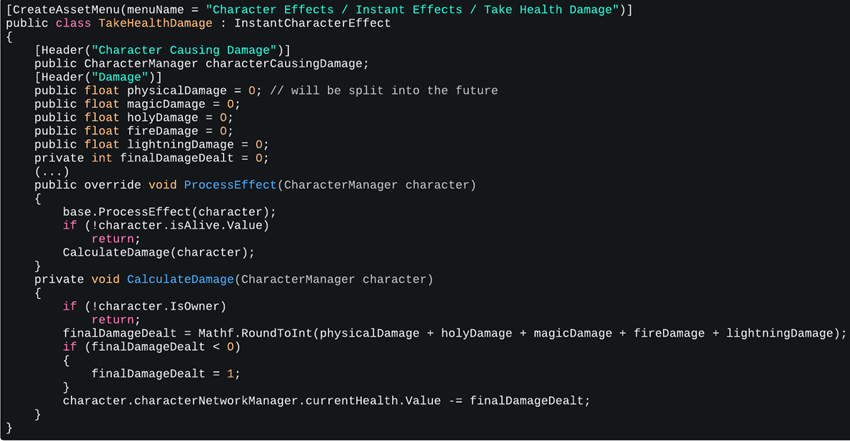 [CreateAssetMenu(menuName = "Character Effects / Instant Effects / Take Health Damage")]
public class TakeHealthDamage : InstantCharacterEffect
{
    [Header("Character Causing Damage")]
    public CharacterManager characterCausingDamage;
    [Header("Damage")]
    public float physicalDamage = 0; // will be split into the future
    public float magicDamage = 0;
    public float holyDamage = 0;
    public float fireDamage = 0;
    public float lightningDamage = 0;
    private int finalDamageDealt = 0;
    (...)
    public override void ProcessEffect(CharacterManager character)
    {
        base.ProcessEffect(character);
        if (!character.isAlive.Value)
            return;
        CalculateDamage(character);
    }
    private void CalculateDamage(CharacterManager character)
    {
        if (!character.IsOwner)
            return;
        finalDamageDealt = Mathf.RoundToInt(physicalDamage + holyDamage + magicDamage + fireDamage + lightningDamage);
        if (finalDamageDealt < 0)
        {
            finalDamageDealt = 1;
        }
        character.characterNetworkManager.currentHealth.Value -= finalDamageDealt;
    }
}